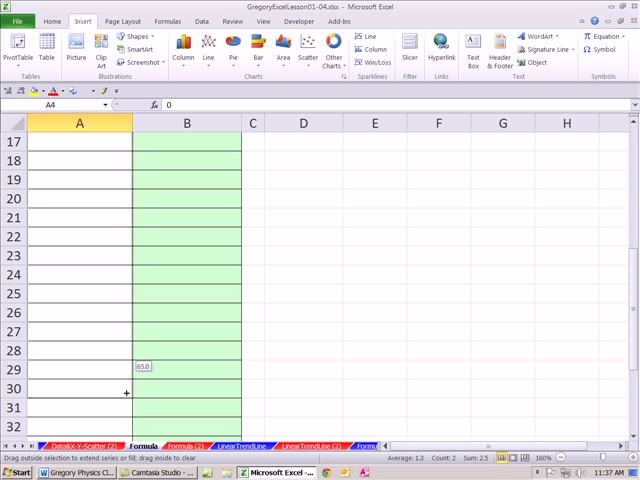 GregoryExcelLesson01-04.xlsx - Microsoft Excel
File Home Insert Page Layout Formulas Data Review View Developer Add-Ins
PivotTable Table Picture Clip Art Shapes SmartArt Screenshot Column Line Pie Bar Area Scatter Other Charts Line Column Win/Loss Slicer Hyperlink Text Box Header & Footer WordArt Signature Line Object Equation Symbol
Tables Illustrations Charts Sparklines Filter Links Text Symbols
A4 fx 0
A B C D E F G H
17
18
19
20
21
22
23
24
25
26
27
28
29 65.0
30
31
32
Data&X-Y-Scatter (2) Formula Formula (2) LinearTrendLine LinearTrendLine (2) Formu
Drag outside selection to extend series or fill; drag inside to clear Average: 1.3 Count: 2 Sum: 2.5 160%
Start Gregory Physics Cl... Camtasia Studio - ... Microsoft Excel - ... 11:37 AM